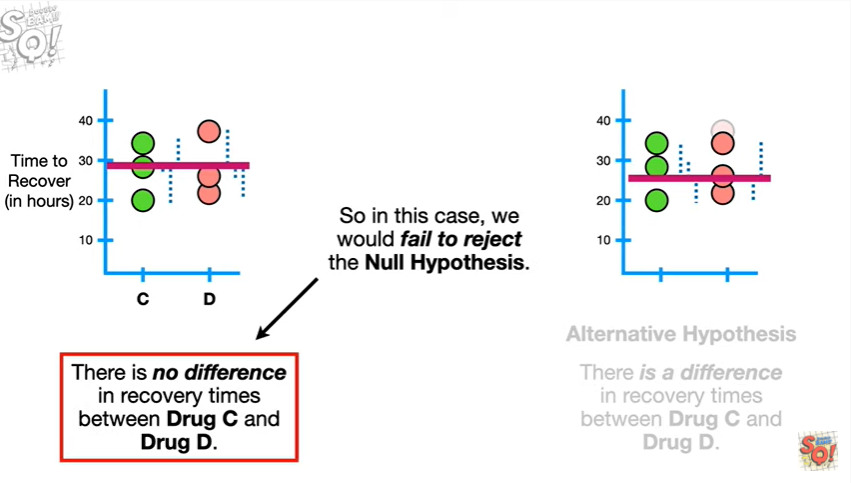 SQ!
40
30
20
10
Time to
Recover
(in hours)
C
D
So in this case, we
would fail to reject
the Null Hypothesis.
There is no difference
in recovery times
between Drug C and
Drug D.
40
30
20
10
Alternative Hypothesis
There is a difference
in recovery times
between Drug C and
Drug D.
SQ!